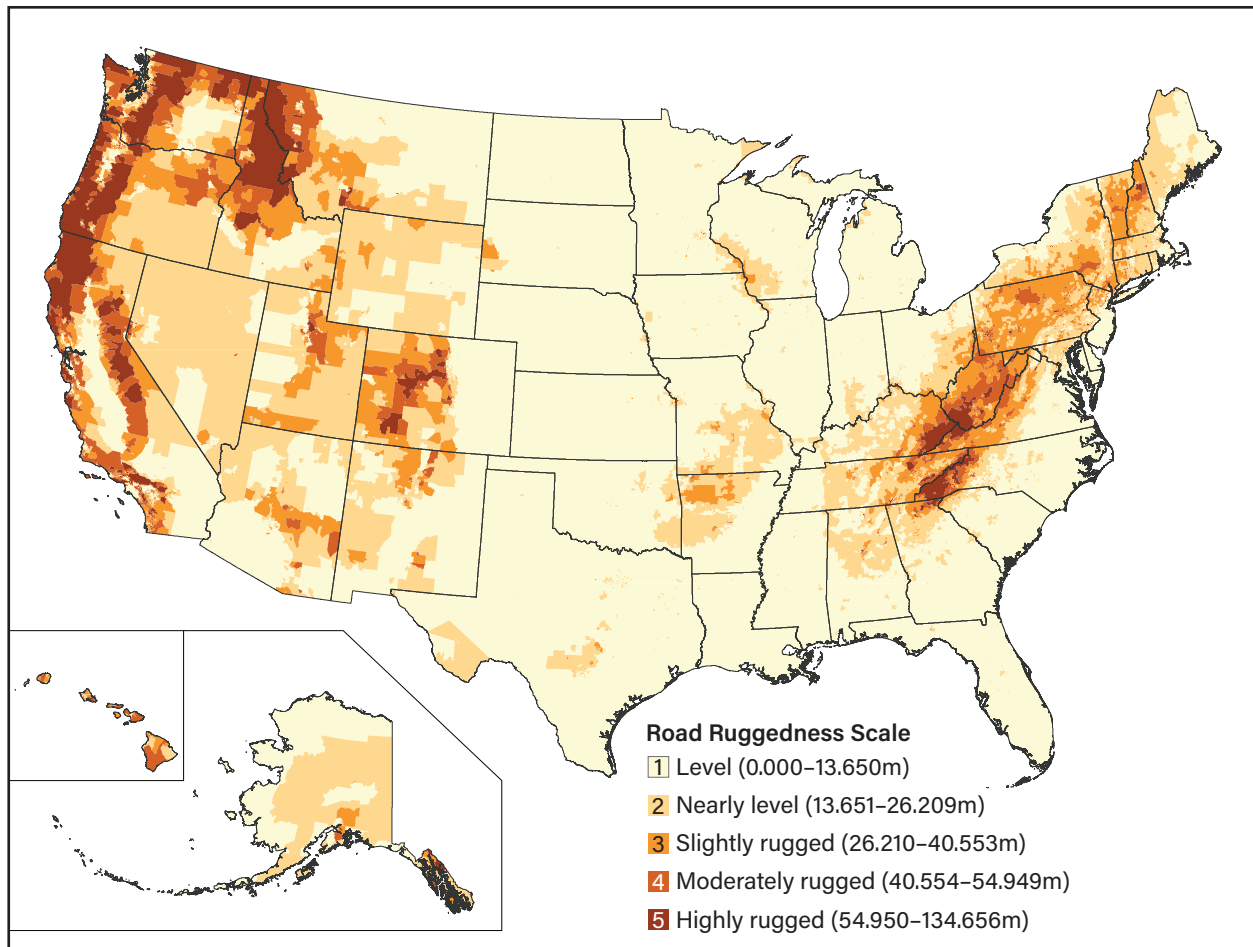 Road Ruggedness Scale
1 Level (0.000–13.650m)
2 Nearly level (13.651–26.209m)
3 Slightly rugged (26.210–40.553m)
4 Moderately rugged (40.554–54.949m)
5 Highly rugged (54.950–134.656m)